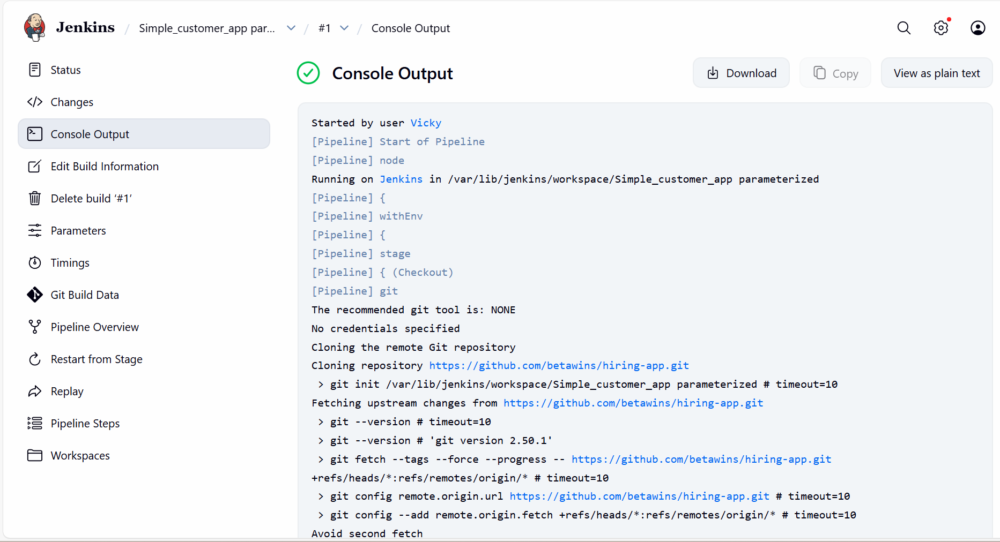 Jenkins / Simple_customer_app par... / #1 / Console Output
Status
Changes
Console Output
Edit Build Information
Delete build ‘#1’
Parameters
Timings
Git Build Data
Pipeline Overview
Restart from Stage
Replay
Pipeline Steps
Workspaces
Console Output
Download
Copy
View as plain text
Started by user Vicky
[Pipeline] Start of Pipeline
[Pipeline] node
Running on Jenkins in /var/lib/jenkins/workspace/Simple_customer_app parameterized
[Pipeline] {
[Pipeline] withEnv
[Pipeline] {
[Pipeline] stage
[Pipeline] { (Checkout)
[Pipeline] git
The recommended git tool is: NONE
No credentials specified
Cloning the remote Git repository
Cloning repository https://github.com/betawins/hiring-app.git
 > git init /var/lib/jenkins/workspace/Simple_customer_app parameterized # timeout=10
Fetching upstream changes from https://github.com/betawins/hiring-app.git
 > git --version # timeout=10
 > git --version # 'git version 2.50.1'
 > git fetch --tags --force --progress -- https://github.com/betawins/hiring-app.git
+refs/heads/*:refs/remotes/origin/* # timeout=10
 > git config remote.origin.url https://github.com/betawins/hiring-app.git # timeout=10
 > git config --add remote.origin.fetch +refs/heads/*:refs/remotes/origin/* # timeout=10
Avoid second fetch